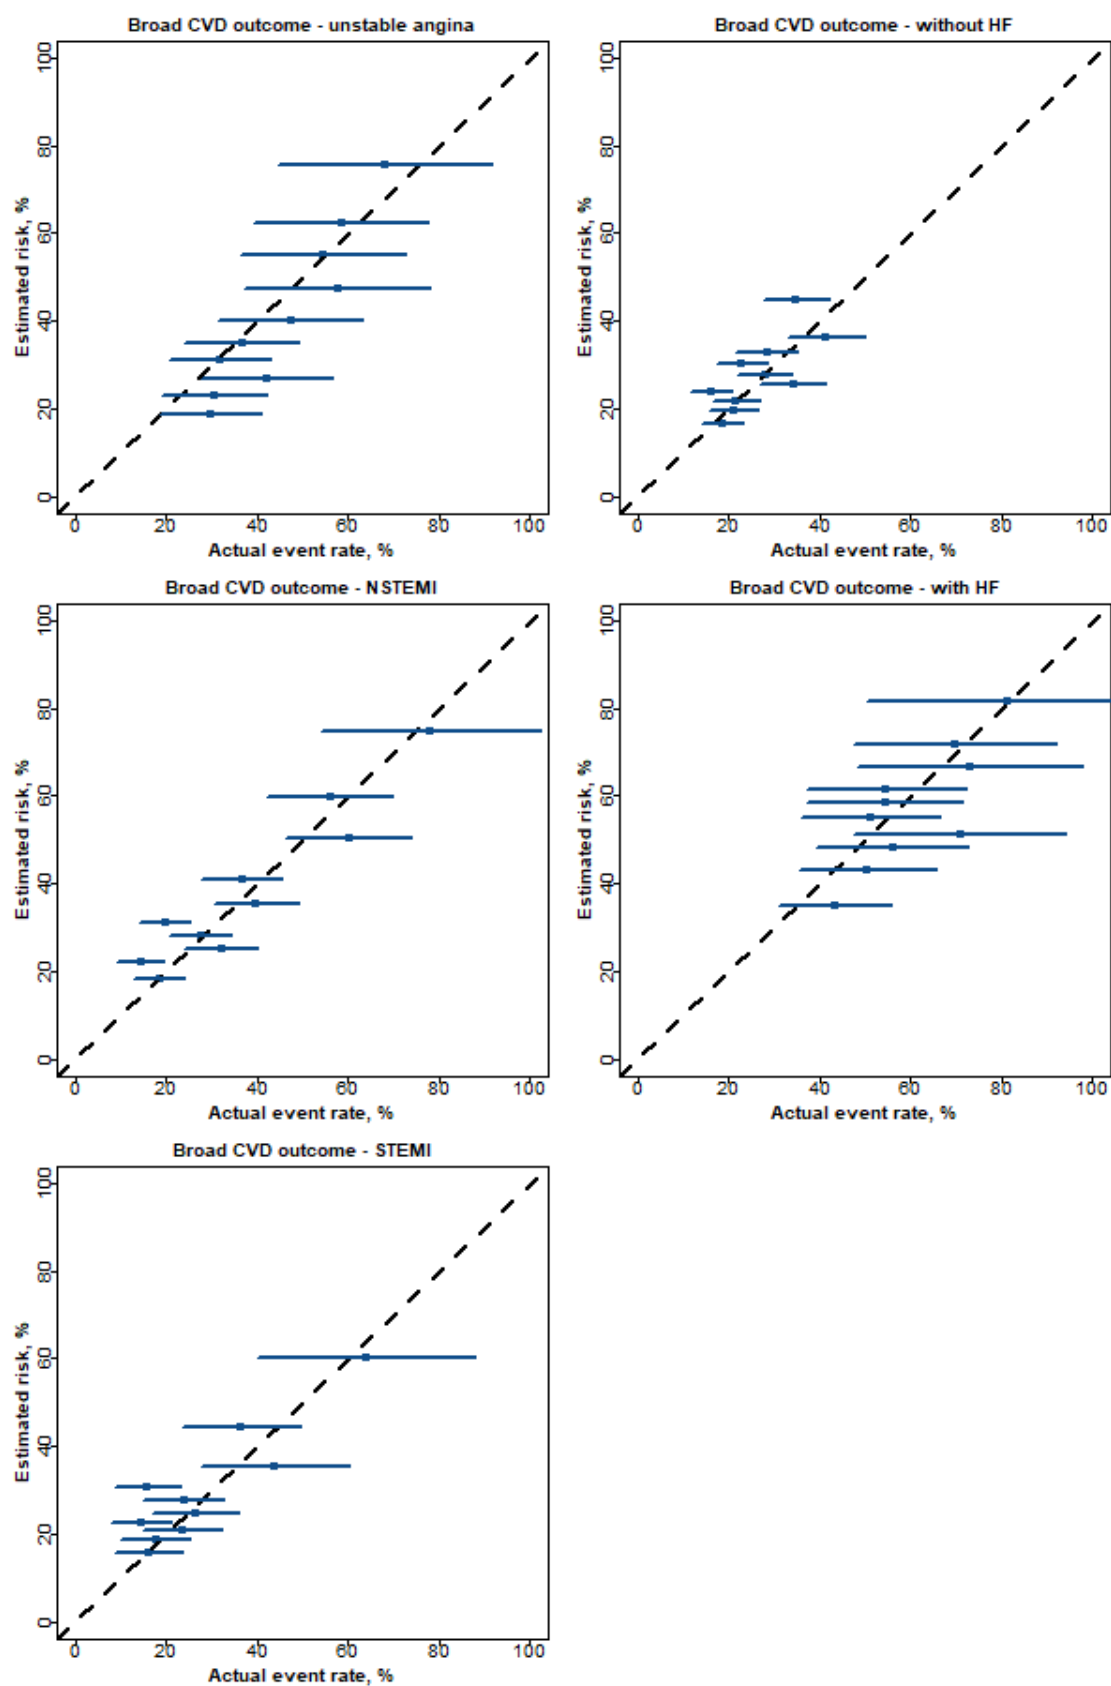 Broad CVD outcome - unstable angina
Estimated risk, %
100
80
60
40
20
0
0 20 40 60 80 100
Actual event rate, %
Broad CVD outcome - without HF
Estimated risk, %
100
80
60
40
20
0
0 20 40 60 80 100
Actual event rate, %
Broad CVD outcome - NSTEMI
Estimated risk, %
100
80
60
40
20
0
0 20 40 60 80 100
Actual event rate, %
Broad CVD outcome - with HF
Estimated risk, %
100
80
60
40
20
0
0 20 40 60 80 100
Actual event rate, %
Broad CVD outcome - STEMI
Estimated risk, %
100
80
60
40
20
0
0 20 40 60 80 100
Actual event rate, %